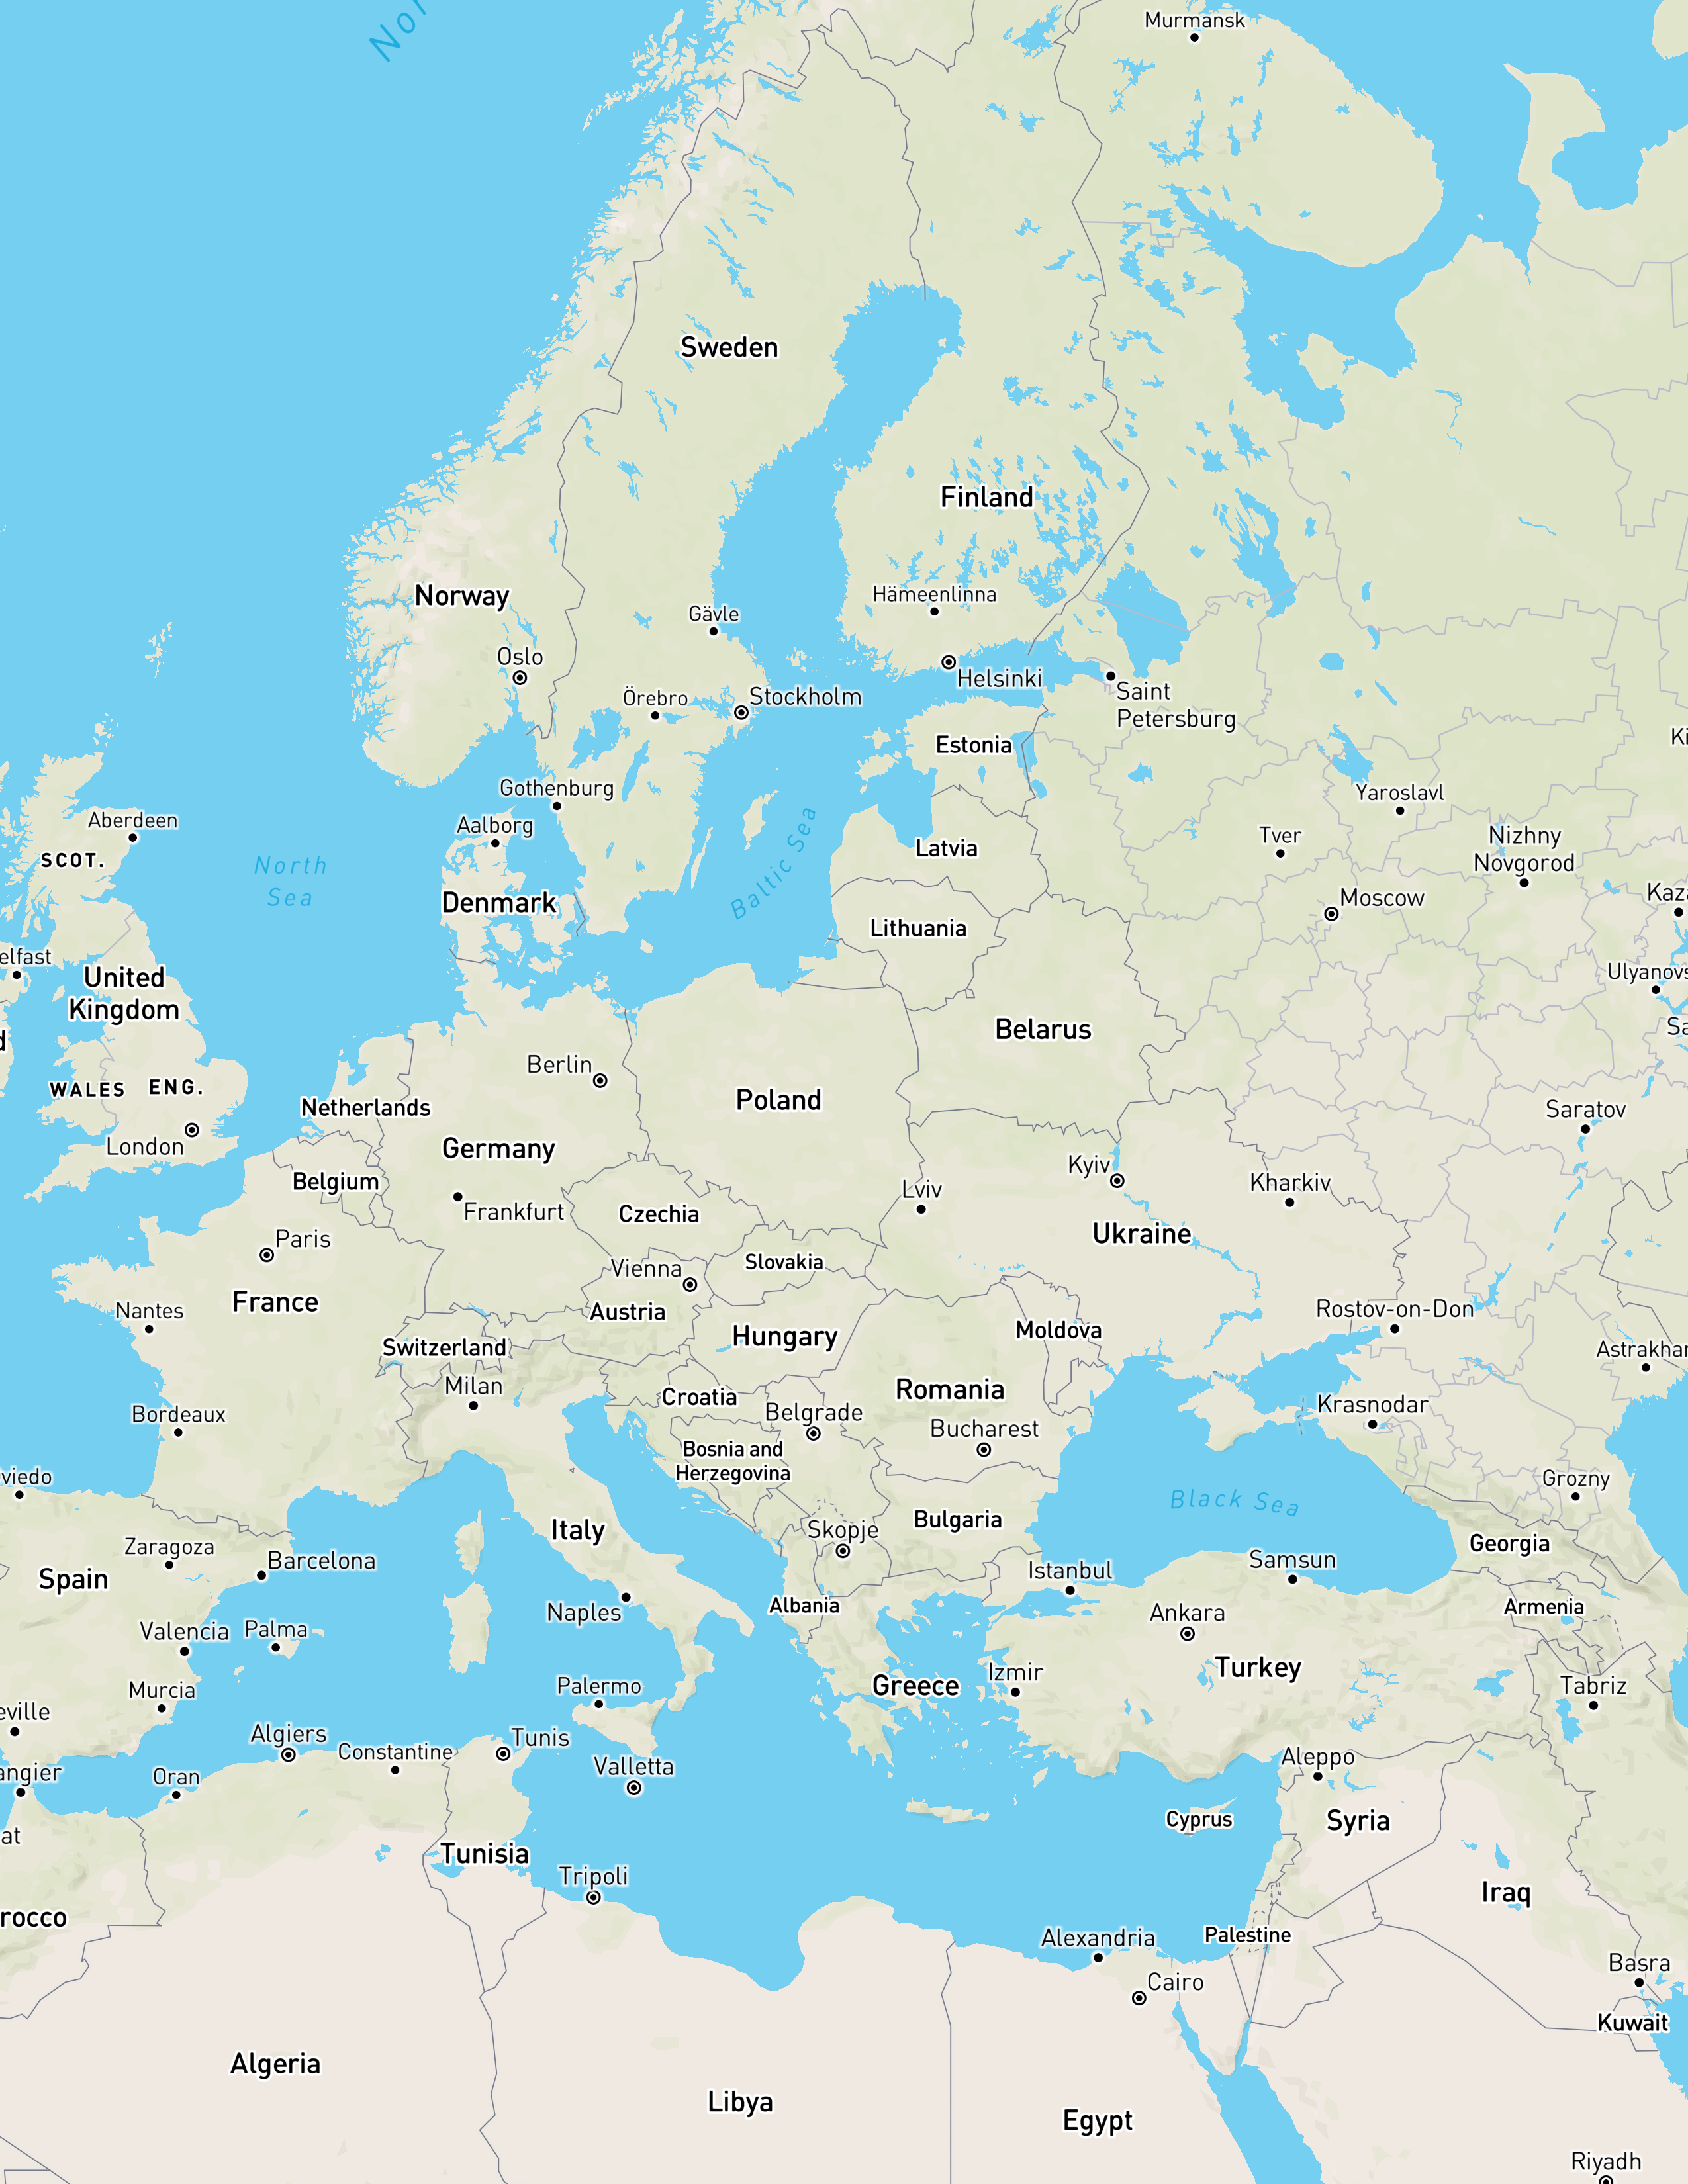 Nor
Murmansk
Sweden
Finland
Norway
Hämeenlinna
Gävle
Oslo
Helsinki
Saint
Petersburg
Örebro
Stockholm
Estonia
Ki
Gothenburg
Yaroslavl
Aberdeen
Aalborg
Tver
Nizhny
Novgorod
SCOT.
North
Sea
Baltic Sea
Latvia
Denmark
Moscow
Kaza
Lithuania
elfast
United
Kingdom
Ulyanovs
Belarus
Sa
d
Berlin
WALES
ENG.
Netherlands
Poland
Saratov
London
Germany
Belgium
Kyiv
Kharkiv
Lviv
Frankfurt
Czechia
Ukraine
Paris
Slovakia
Vienna
France
Nantes
Austria
Rostov-on-Don
Hungary
Moldova
Switzerland
Astrakhan
Milan
Croatia
Romania
Bordeaux
Belgrade
Krasnodar
Bucharest
Bosnia and
Herzegovina
viedo
Grozny
Black Sea
Bulgaria
Italy
Skopje
Georgia
Zaragoza
Barcelona
Spain
Istanbul
Samsun
Naples
Albania
Ankara
Armenia
Valencia
Palma
Turkey
Izmir
Greece
Murcia
Palermo
Tabriz
eville
Algiers
Constantine
Tunis
Aleppo
Valletta
angier
Oran
Cyprus
Syria
at
Tunisia
Tripoli
Iraq
rocco
Alexandria
Palestine
Basra
Cairo
Kuwait
Algeria
Libya
Egypt
Riyadh